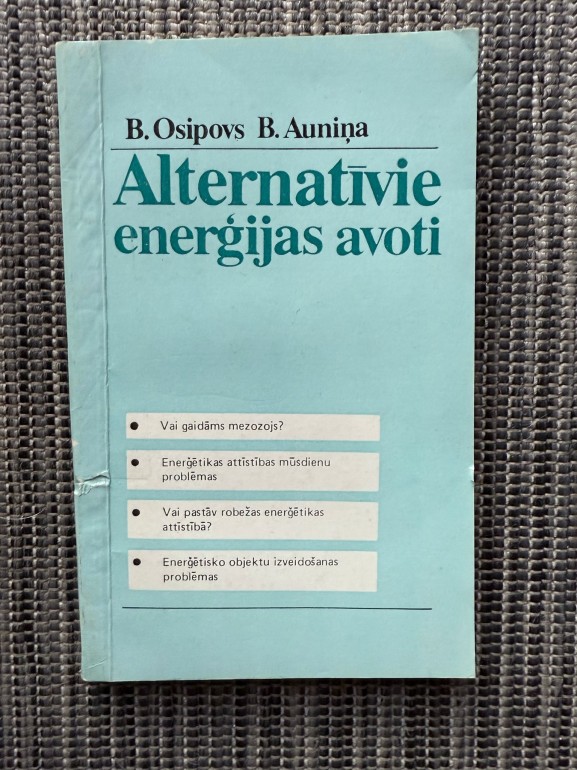 B. Osipovs B. Auniņa
Alternatīvie
enerģijas avoti
● Vai gaidāms mezozojs?
● Enerģētikas attīstības mūsdienu
problēmas
● Vai pastāv robežas enerģētikas
attīstībā?
● Enerģētisko objektu izveidošanas
problēmas